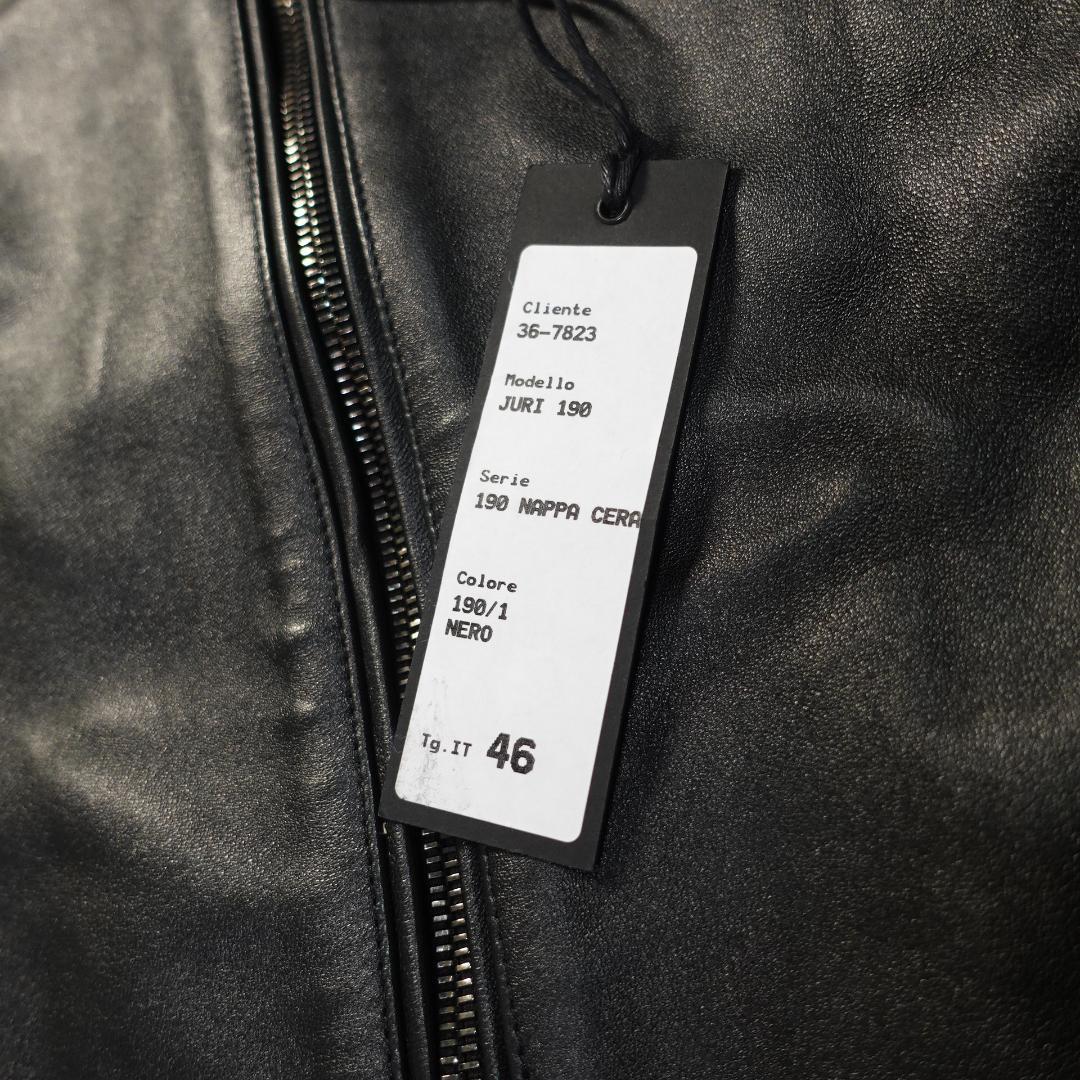 Cliente
36-7823
Modello
JURI 190
Serie
190 NAPPA CERA
Colore
190/1
NERO
Tg.IT 46